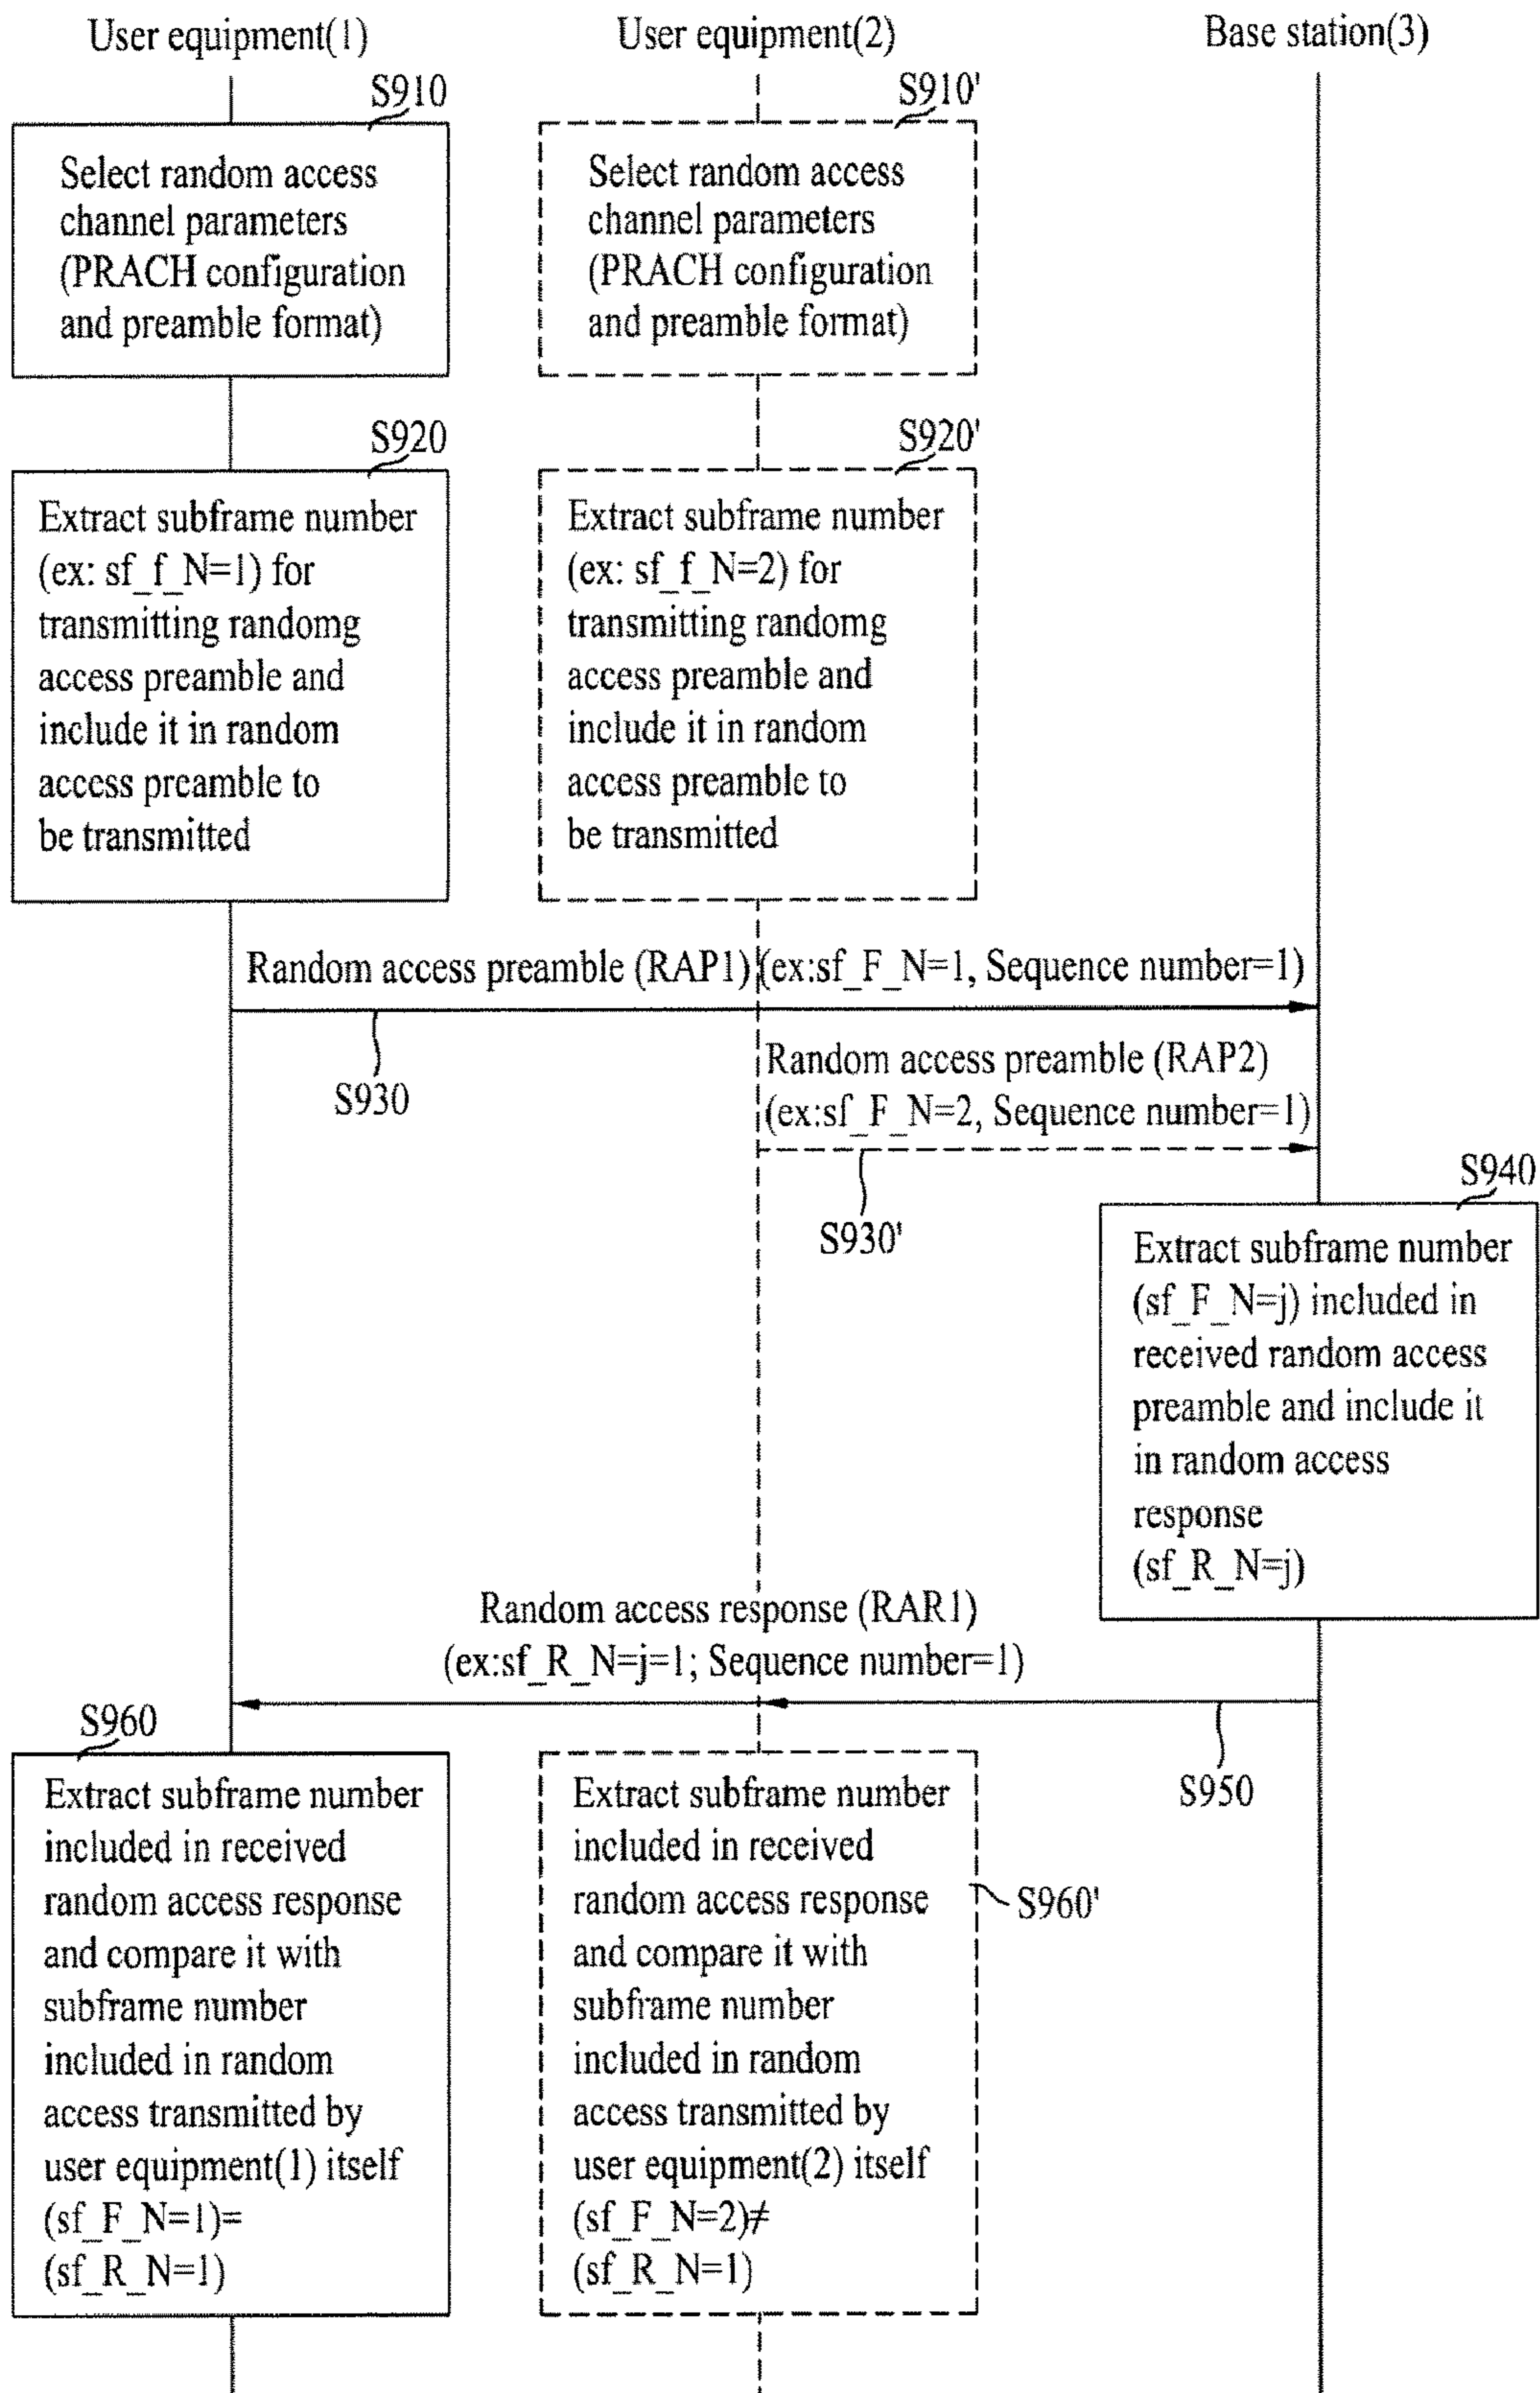 User equipment(1)
User equipment(2)
Base station(3)
S910
S910'
Select random access
channel parameters
(PRACH configuration
and preamble format)
Select random access
channel parameters
(PRACH configuration
and preamble format)
S920
S920'
Extract subframe number
(ex: sf_f_N=1) for
transmitting randomg
access preamble and
include it in random
access preamble to
be transmitted
Extract subframe number
(ex: sf_f_N=2) for
transmitting randomg
access preamble and
include it in random
access preamble to
be transmitted
Random access preamble (RAP1) (ex:sf_F_N=1, Sequence number=1)
S930
Random access preamble (RAP2)
(ex:sf_F_N=2, Sequence number=1)
S930'
S940
Extract subframe number
(sf_F_N=j) included in
received random access
preamble and include it
in random access
response
(sf_R_N=j)
Random access response (RAR1)
(ex:sf_R_N=j=1; Sequence number=1)
S950
S960
Extract subframe number
included in received
random access response
and compare it with
subframe number
included in random
access transmitted by
user equipment(1) itself
(sf_F_N=1)=
(sf_R_N=1)
Extract subframe number
included in received
random access response
and compare it with
subframe number
included in random
access transmitted by
user equipment(2) itself
(sf_F_N=2)≠
(sf_R_N=1)
S960'